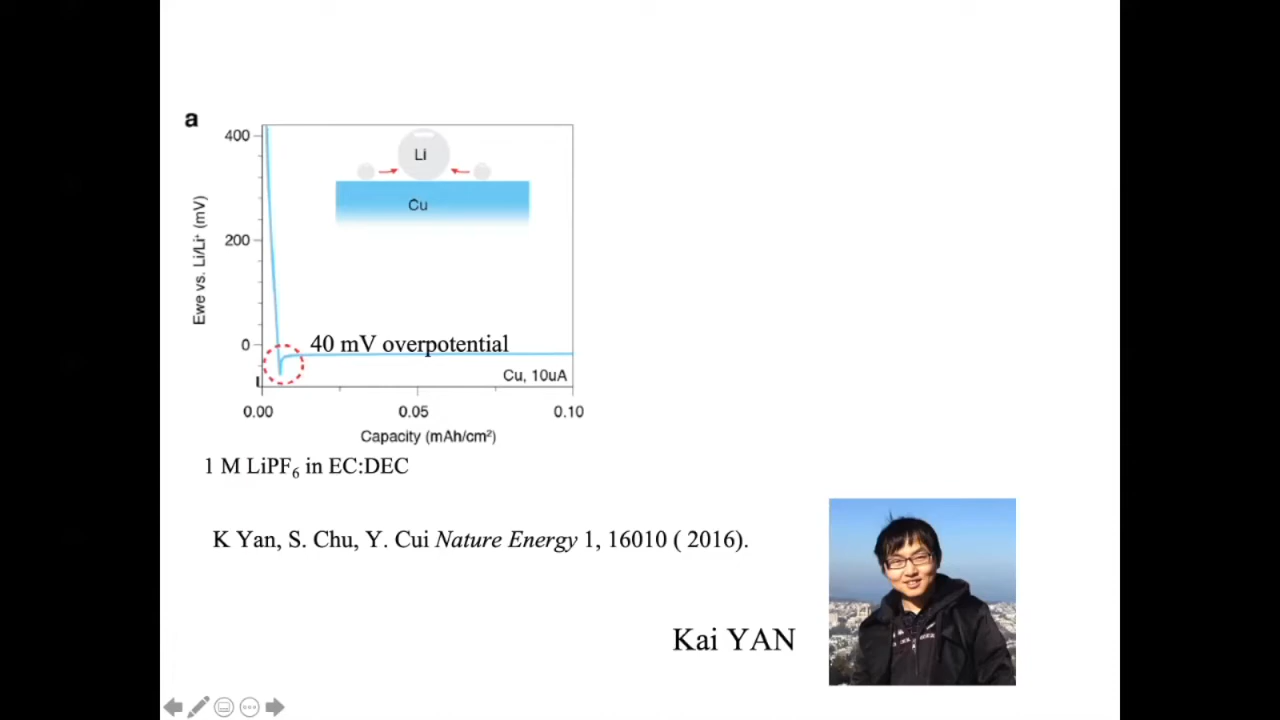 a
400
200
0
Ewe vs. Li/Li⁺ (mV)
Li
Cu
40 mV overpotential
Cu, 10uA
0.00 0.05 0.10
Capacity (mAh/cm²)
1 M LiPF₆ in EC:DEC
K Yan, S. Chu, Y. Cui Nature Energy 1, 16010 ( 2016).
Kai YAN